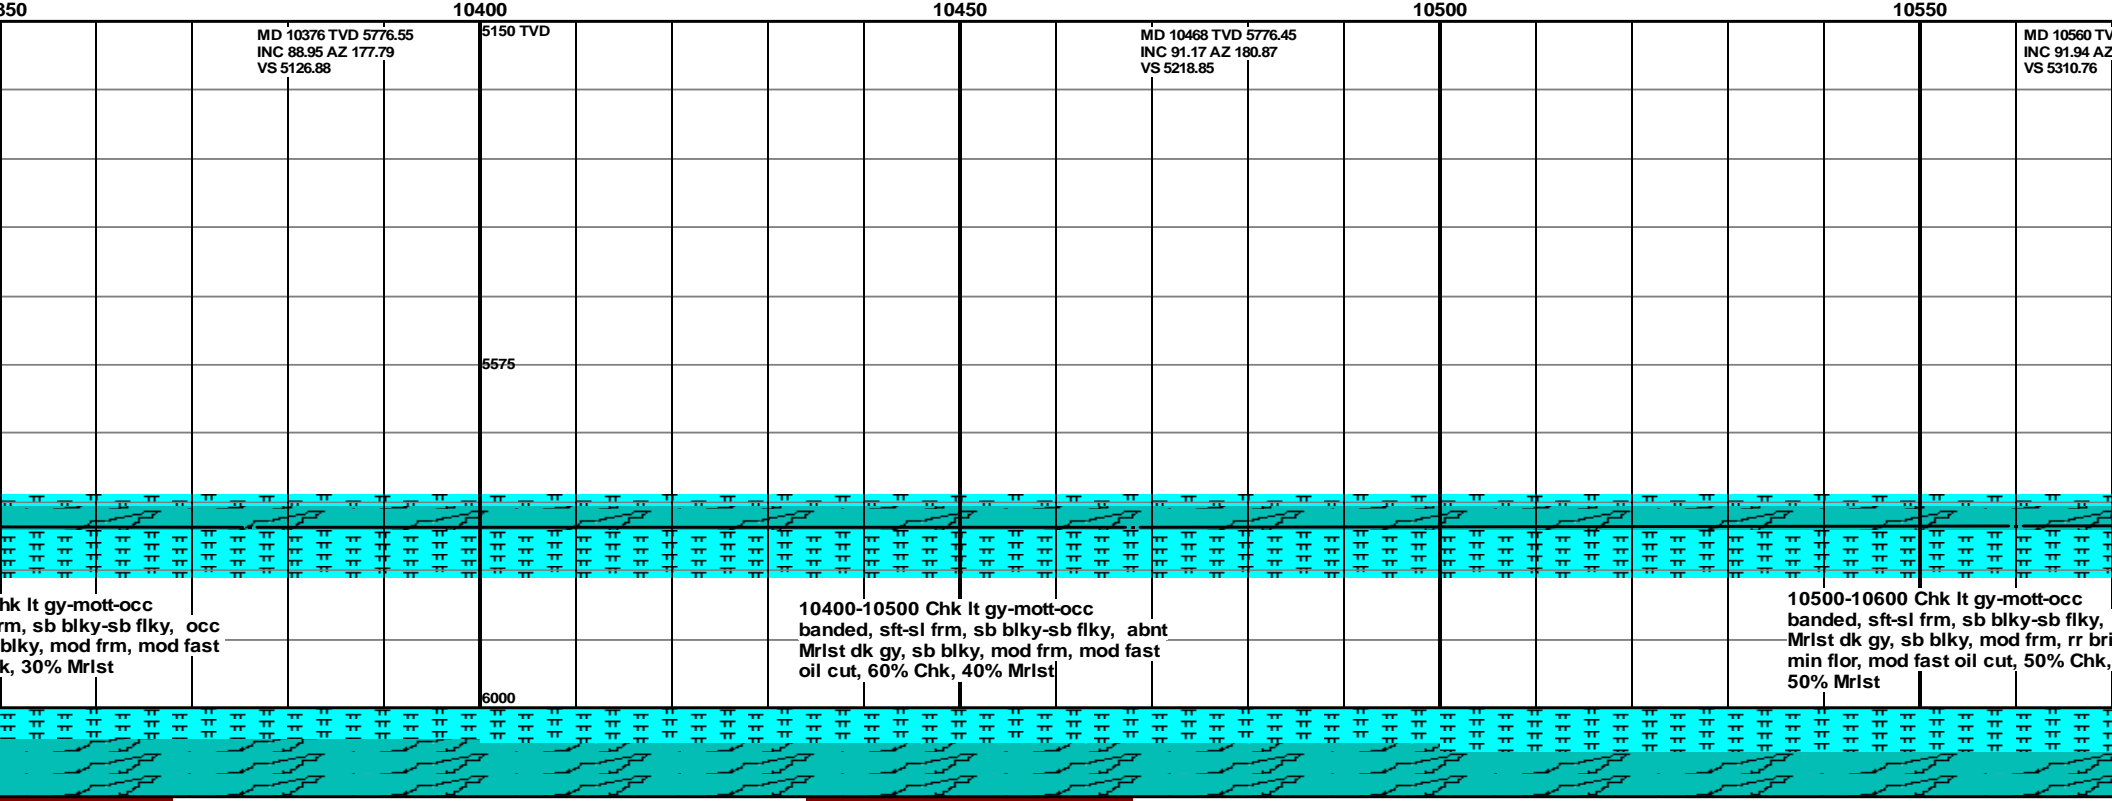 350
10400
10450
10500
10550
MD 10376 TVD 5776.55
INC 88.95 AZ 177.79
VS 5126.88
5150 TVD
MD 10468 TVD 5776.45
INC 91.17 AZ 180.87
VS 5218.85
MD 10560 TV
INC 91.94 AZ
VS 5310.76
5575
hk lt gy-mott-occ
rm, sb blky-sb flky, occ
blky, mod frm, mod fast
k, 30% Mrlst
10400-10500 Chk lt gy-mott-occ
banded, sft-sl frm, sb blky-sb flky, abnt
Mrlst dk gy, sb blky, mod frm, mod fast
oil cut, 60% Chk, 40% Mrlst
10500-10600 Chk lt gy-mott-occ
banded, sft-sl frm, sb blky-sb flky,
Mrlst dk gy, sb blky, mod frm, rr bri
min flor, mod fast oil cut, 50% Chk,
50% Mrlst
6000